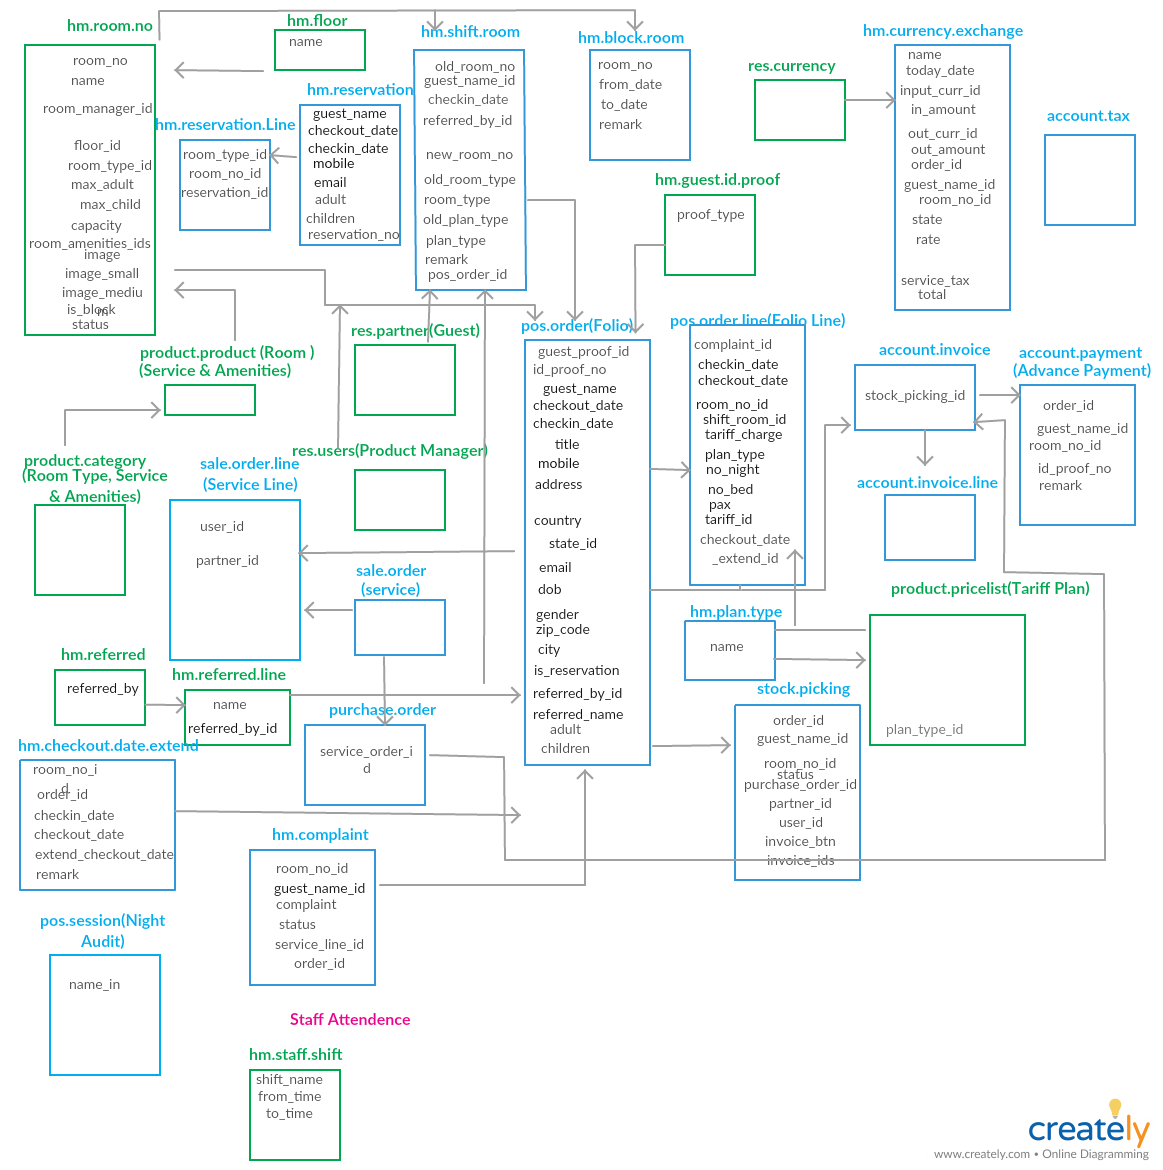 hm.room.no
room_no
name
room_manager_id
floor_id
room_type_id
max_adult
max_child
capacity
room_amenities_ids
image
image_small
image_mediu
m
is_block
status
hm.floor
name
hm.reservation.Line
room_type_id
room_no_id
reservation_id
hm.reservation
guest_name
checkout_date
checkin_date
mobile
email
adult
children
reservation_no
hm.shift.room
old_room_no
guest_name_id
checkin_date
referred_by_id
new_room_no
old_room_type
room_type
old_plan_type
plan_type
remark
pos_order_id
hm.block.room
room_no
from_date
to_date
remark
res.currency
hm.currency.exchange
name
today_date
input_curr_id
in_amount
out_curr_id
out_amount
order_id
guest_name_id
room_no_id
state
rate
service_tax
total
account.tax
hm.guest.id.proof
proof_type
product.product (Room )
(Service & Amenities)
res.partner(Guest)
pos.order(Folio)
guest_proof_id
id_proof_no
guest_name
checkout_date
checkin_date
title
mobile
address
country
state_id
email
dob
gender
zip_code
city
is_reservation
referred_by_id
referred_name
adult
children
pos.order.line(Folio Line)
complaint_id
checkin_date
checkout_date
room_no_id
shift_room_id
tariff_charge
plan_type
no_night
no_bed
pax
tariff_id
checkout_date
_extend_id
account.invoice
stock_picking_id
account.payment
(Advance Payment)
order_id
guest_name_id
room_no_id
id_proof_no
remark
account.invoice.line
product.category
(Room Type, Service
& Amenities)
sale.order.line
(Service Line)
user_id
partner_id
res.users(Product Manager)
sale.order
(service)
product.pricelist(Tariff Plan)
plan_type_id
hm.plan.type
name
hm.referred
referred_by
hm.referred.line
name
referred_by_id
purchase.order
service_order_i
d
stock.picking
order_id
guest_name_id
room_no_id
status
purchase_order_id
partner_id
user_id
invoice_btn
invoice_ids
hm.checkout.date.extend
room_no_i
d
order_id
checkin_date
checkout_date
extend_checkout_date
remark
hm.complaint
room_no_id
guest_name_id
complaint
status
service_line_id
order_id
pos.session(Night
Audit)
name_in
Staff Attendence
hm.staff.shift
shift_name
from_time
to_time
creately
www.creately.com • Online Diagramming